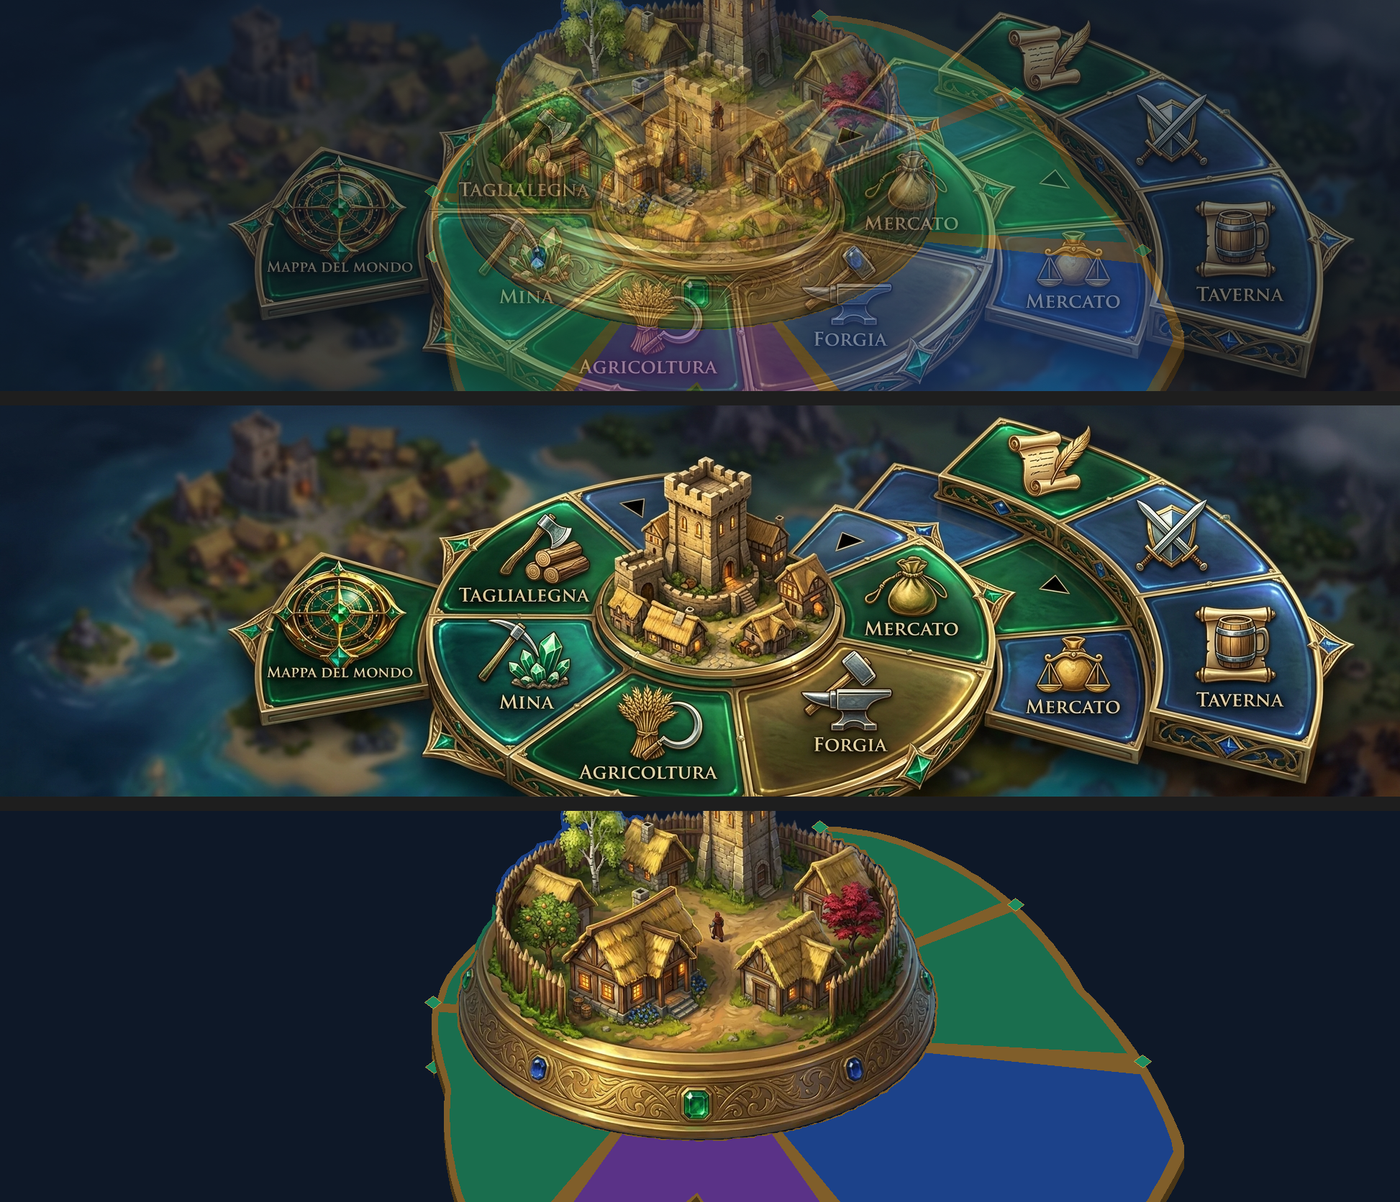 TAGLIALEGNA
MERCATO
MAPPA DEL MONDO
MINA
MERCATO
TAVERNA
FORGIA
AGRICOLTURA
TAGLIALEGNA
MERCATO
MAPPA DEL MONDO
MINA
MERCATO
TAVERNA
FORGIA
AGRICOLTURA